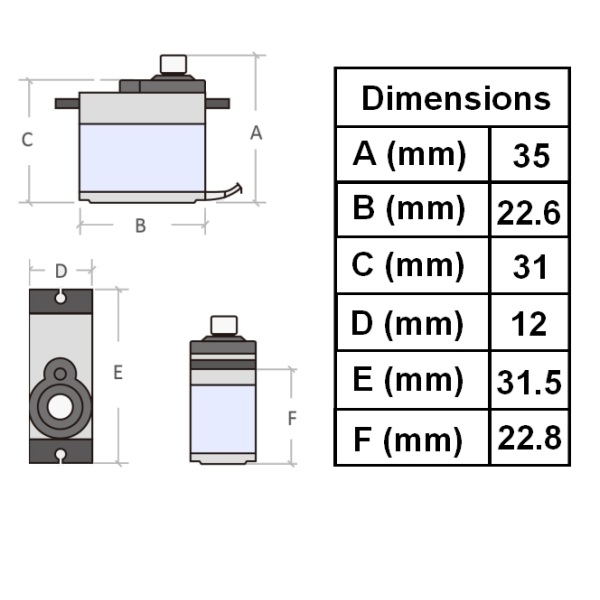 A
C
B
D
E
F
Dimensions
A (mm) 35
B (mm) 22.6
C (mm) 31
D (mm) 12
E (mm) 31.5
F (mm) 22.8